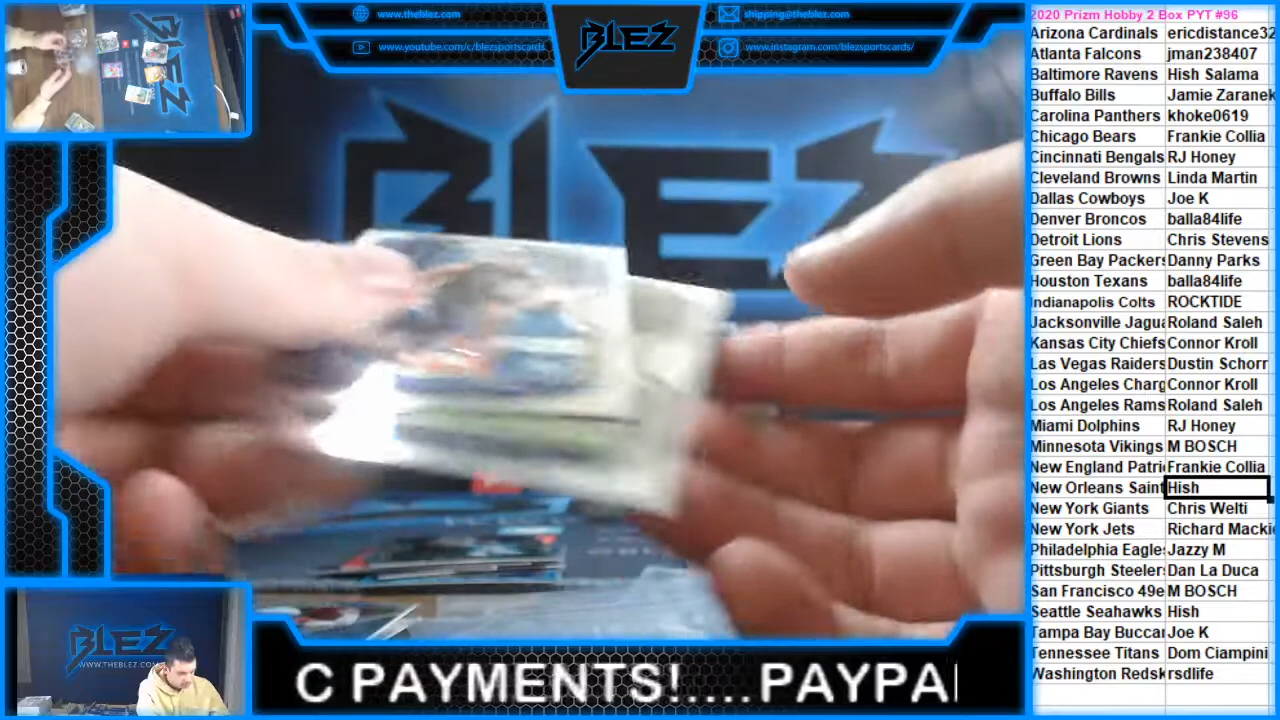 www.theblez.com
www.youtube.com/c/blezsportscards
BLEZ
shipping@theblez.com
www.instagram.com/blezsportscards/
BLEZ
BLEZ
BLEZ
WWW.THEBLEZ.COM
C PAYMENTS!....PAYPA
2020 Prizm Hobby 2 Box PYT #96
Arizona Cardinals ericdistance32
Atlanta Falcons jman238407
Baltimore Ravens Hish Salama
Buffalo Bills Jamie Zaranek
Carolina Panthers khoke0619
Chicago Bears Frankie Collia
Cincinnati Bengals RJ Honey
Cleveland Browns Linda Martin
Dallas Cowboys Joe K
Denver Broncos balla84life
Detroit Lions Chris Stevens
Green Bay Packers Danny Parks
Houston Texans balla84life
Indianapolis Colts ROCKTIDE
Jacksonville Jagua Roland Saleh
Kansas City Chiefs Connor Kroll
Las Vegas Raiders Dustin Schorr
Los Angeles Charg Connor Kroll
Los Angeles Rams Roland Saleh
Miami Dolphins RJ Honey
Minnesota Vikings M BOSCH
New England Patri Frankie Collia
New Orleans Saint Hish
New York Giants Chris Welti
New York Jets Richard Mackie
Philadelphia Eagles Jazzy M
Pittsburgh Steelers Dan La Duca
San Francisco 49e M BOSCH
Seattle Seahawks Hish
Tampa Bay Buccan Joe K
Tennessee Titans Dom Ciampini
Washington Redsk rsdlife